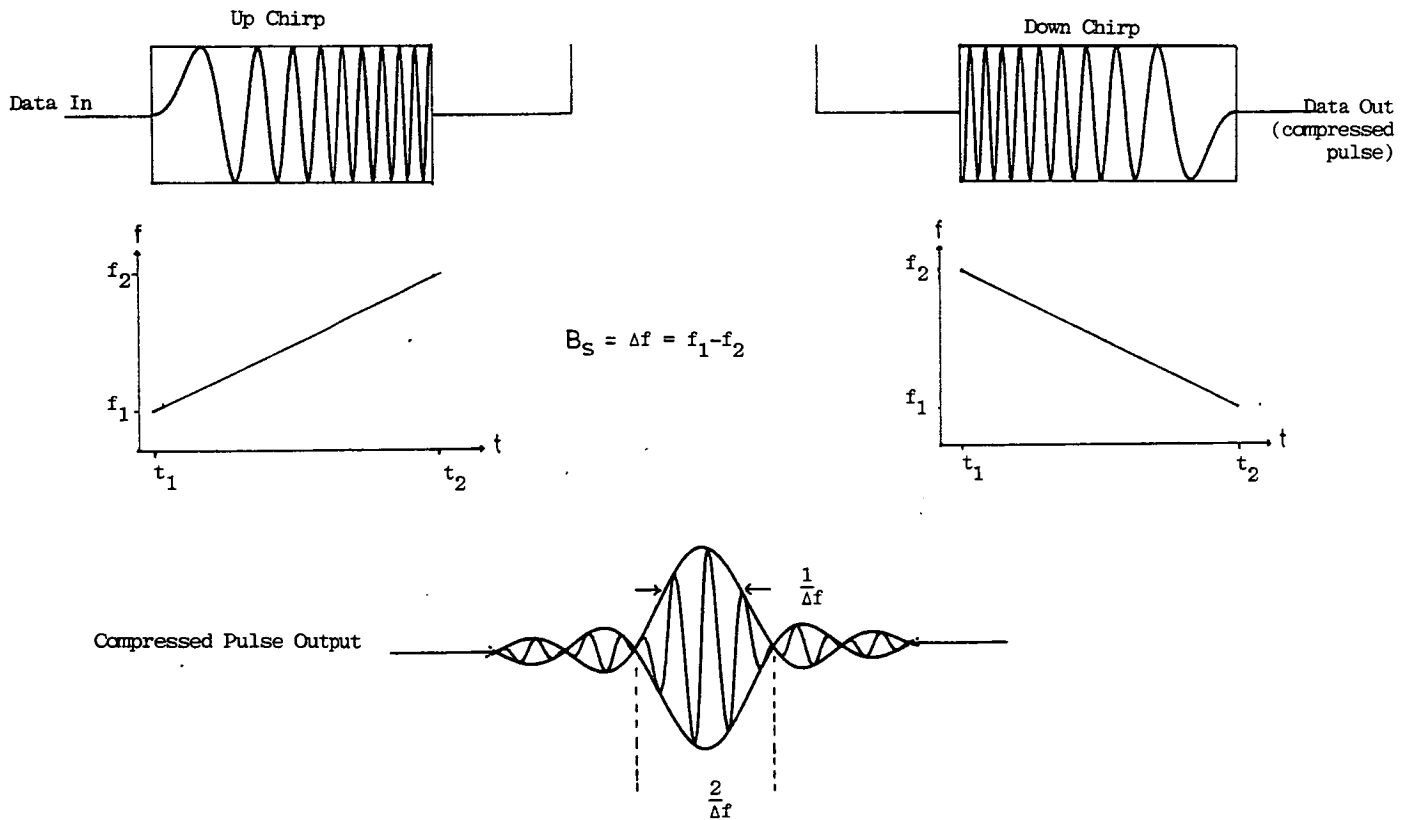 Up Chirp
Down Chirp
Data In
Data Out
(compressed
pulse)
f
f₂
f₁
t
t₁
t₂
B_S = Δf = f₁-f₂
f
f₂
f₁
t
t₁
t₂
1/Δf
Compressed Pulse Output
2/Δf